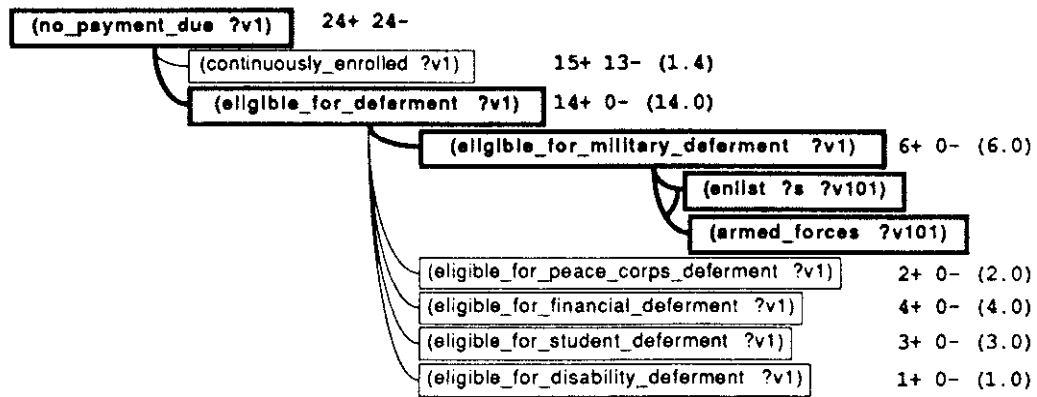 (no_payment_due ?v1) 24+ 24-
(continuously_enrolled ?v1) 15+ 13- (1.4)
(eligible_for_deferment ?v1) 14+ 0- (14.0)
(eligible_for_military_deferment ?v1) 6+ 0- (6.0)
(enlist ?s ?v101)
(armed_forces ?v101)
(eligible_for_peace_corps_deferment ?v1) 2+ 0- (2.0)
(eligible_for_financial_deferment ?v1) 4+ 0- (4.0)
(eligible_for_student_deferment ?v1) 3+ 0- (3.0)
(eligible_for_disability_deferment ?v1) 1+ 0- (1.0)